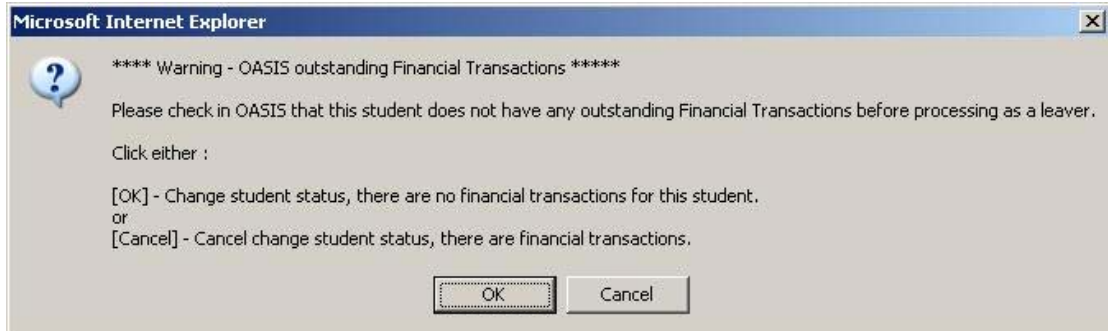 Microsoft Internet Explorer
**** Warning - OASIS outstanding Financial Transactions *****
Please check in OASIS that this student does not have any outstanding Financial Transactions before processing as a leaver.
Click either :
[OK] - Change student status, there are no financial transactions for this student.
or
[Cancel] - Cancel change student status, there are financial transactions.
OK Cancel